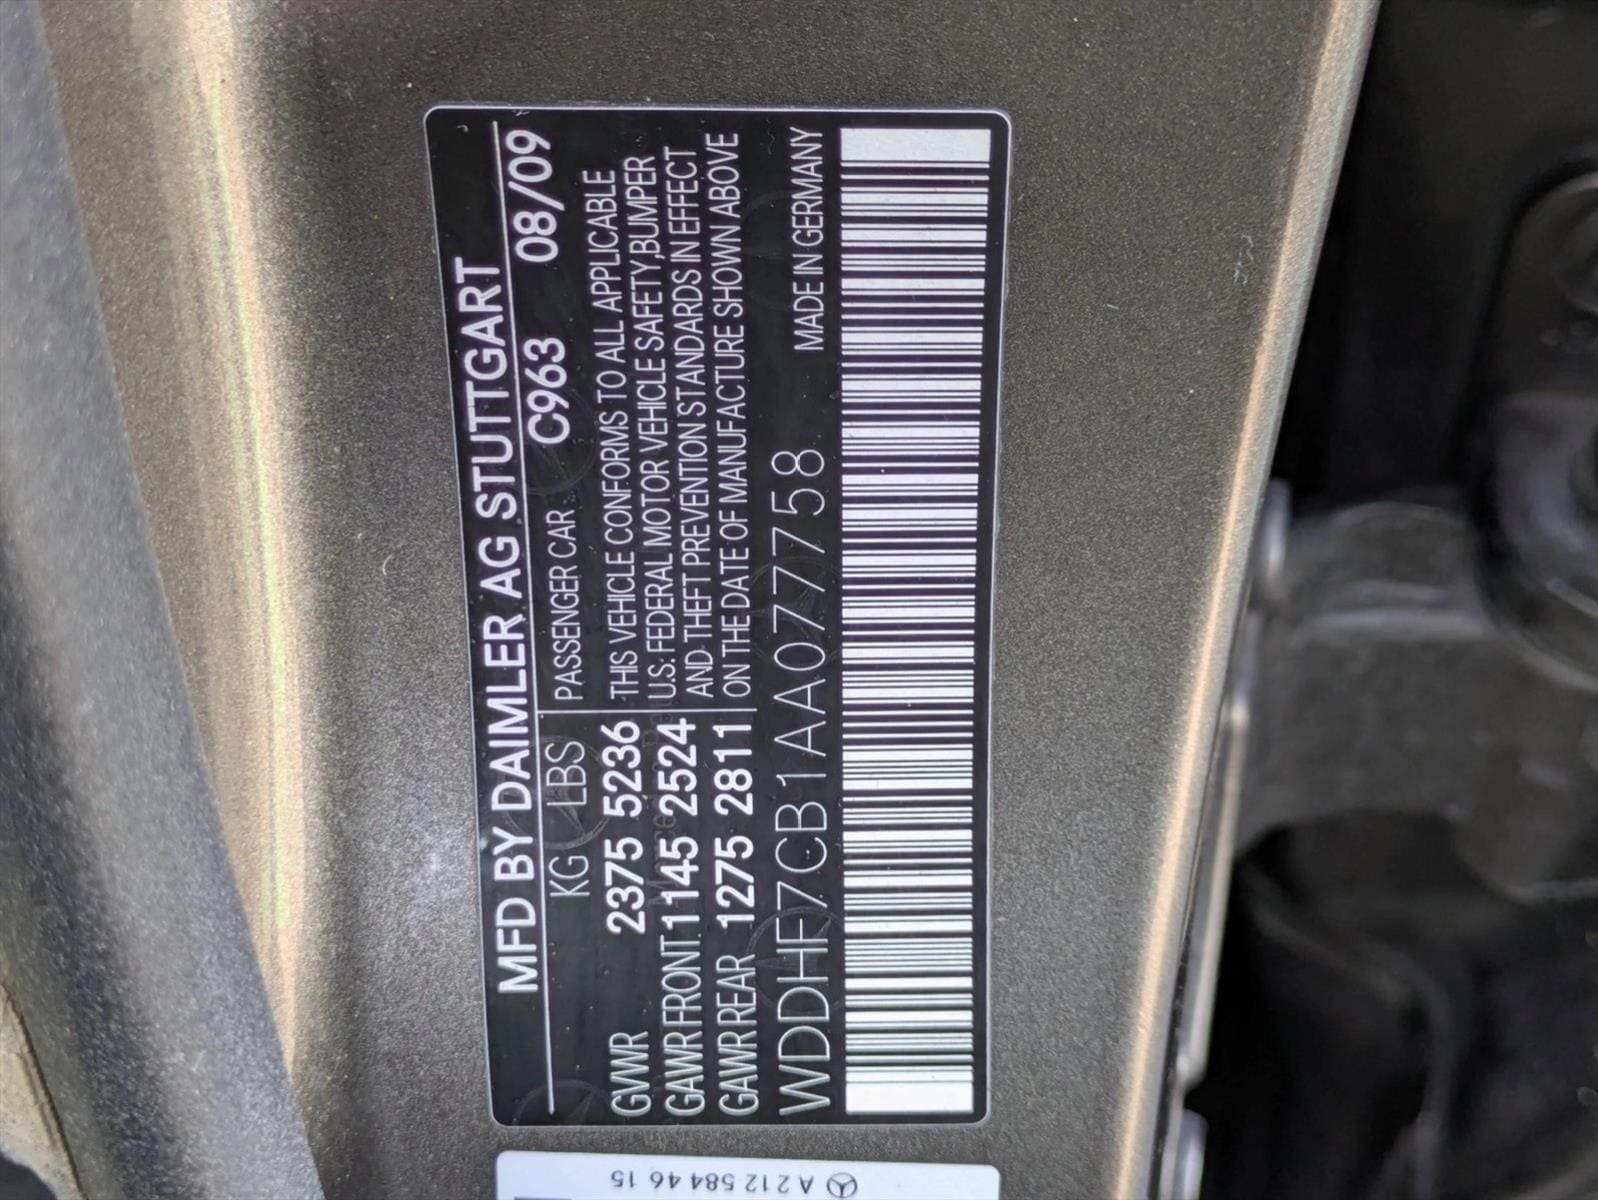 MFD BY DAIMLER AG STUTTGART
C963 08/09
KG LBS PASSENGER CAR
GVWR 2375 5236
GAWR FRONT 1145 2524
GAWR REAR 1275 2811
THIS VEHICLE CONFORMS TO ALL APPLICABLE
U.S. FEDERAL MOTOR VEHICLE SAFETY, BUMPER
AND THEFT PREVENTION STANDARDS IN EFFECT
ON THE DATE OF MANUFACTURE SHOWN ABOVE
WDDHF7CB1AA077758 MADE IN GERMANY
A 212 584 46 15